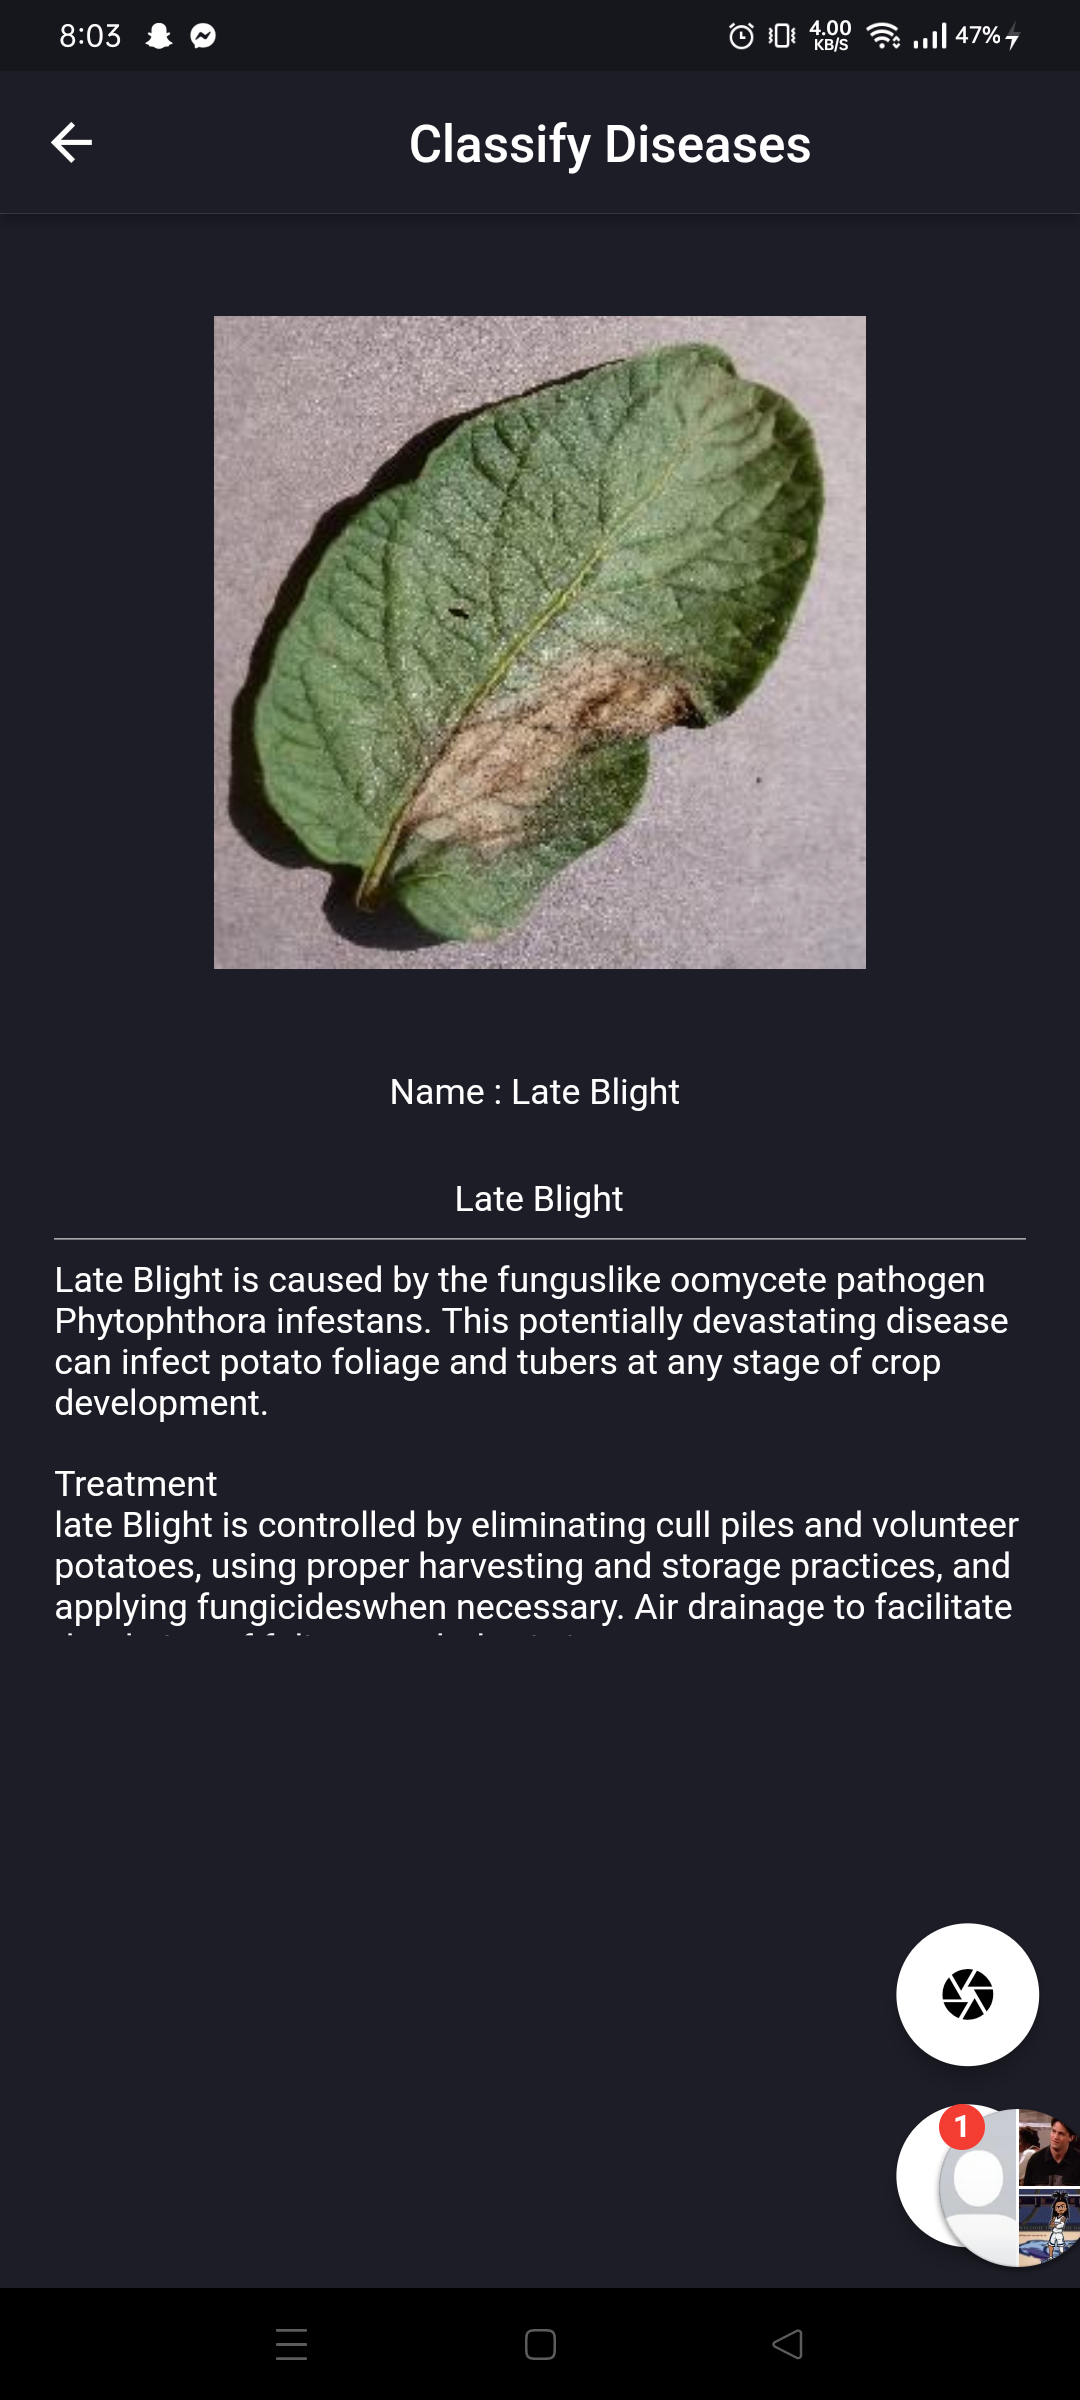 8:03 4.00 KB/S 47%
Classify Diseases
Name : Late Blight
Late Blight
Late Blight is caused by the funguslike oomycete pathogen
Phytophthora infestans. This potentially devastating disease
can infect potato foliage and tubers at any stage of crop
development.
Treatment
late Blight is controlled by eliminating cull piles and volunteer
potatoes, using proper harvesting and storage practices, and
applying fungicideswhen necessary. Air drainage to facilitate
1